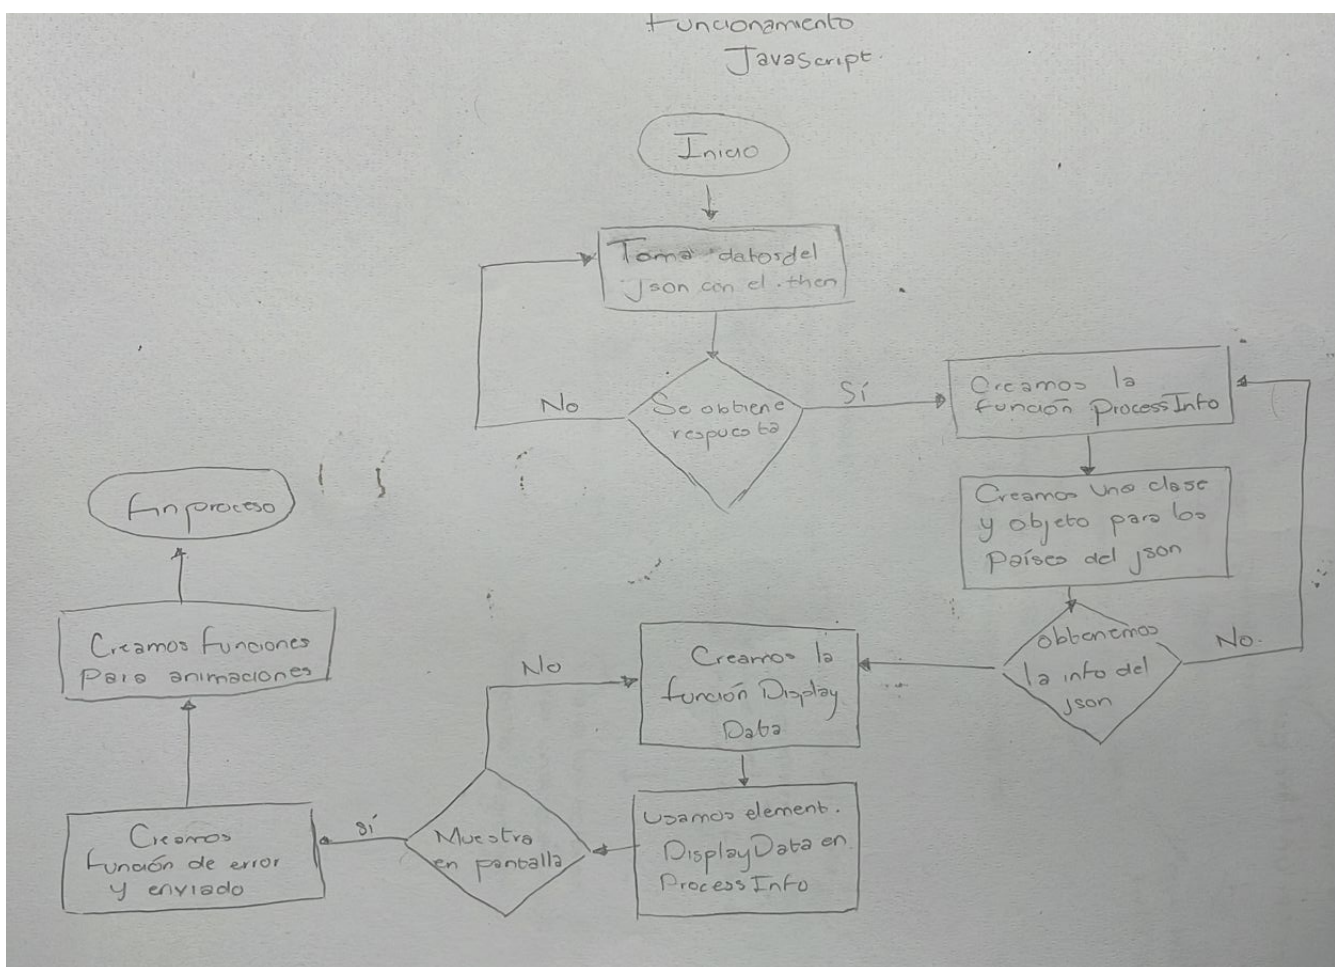 Funcionamiento
JavaScript.
Inicio
Toma datos del
json con el .then
Se obtiene
respuesta
No
Sí
Creamos la
función ProcessInfo
Creamos una clase
y objeto para los
Países del json
obtenemos
la info del
json
No.
Creamos la
función Display
Data
Usamos element.
DisplayData en
ProcessInfo
Muestra
en pantalla
No
sí
Creamos
función de error
y enviado
Creamos funciones
Para animaciones
Fin proceso